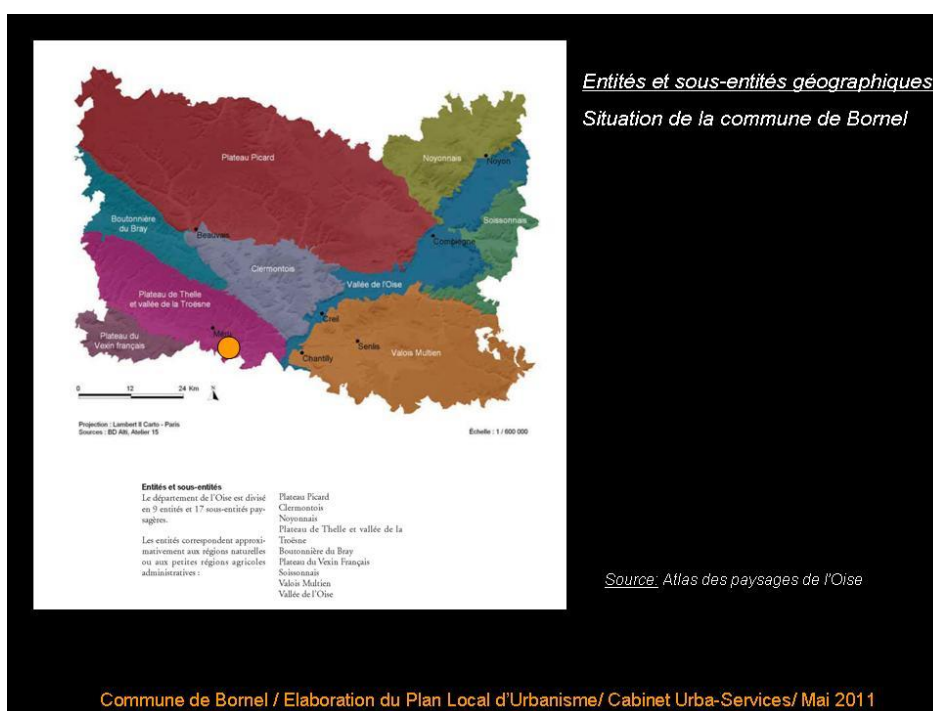 Entités et sous-entités géographiques
Situation de la commune de Bornel
Plateau Picard
Noyonnais
Noyon
Soissonnais
Boutonnière
du Bray
Beauvais
Compiègne
Clermontois
Vallée de l'Oise
Plateau de Thelle
et vallée de la Troësne
Creil
Méru
Plateau du
Vexin français
Chantilly
Senlis
Valois Multien
0 12 24 Km
N
Projection : Lambert II Carto - Paris
Sources : BD Alti, Atelier 15
Échelle : 1 / 600 000
Entités et sous-entités
Le département de l'Oise est divisé
en 9 entités et 17 sous-entités pay-
sagères.
Les entités correspondent approxi-
mativement aux régions naturelles
ou aux petites régions agricoles
administratives :
Plateau Picard
Clermontois
Noyonnais
Plateau de Thelle et vallée de la
Troësne
Boutonnière du Bray
Plateau du Vexin Français
Soissonnais
Valois Multien
Vallée de l'Oise
Source: Atlas des paysages de l'Oise
Commune de Bornel / Elaboration du Plan Local d'Urbanisme/ Cabinet Urba-Services/ Mai 2011